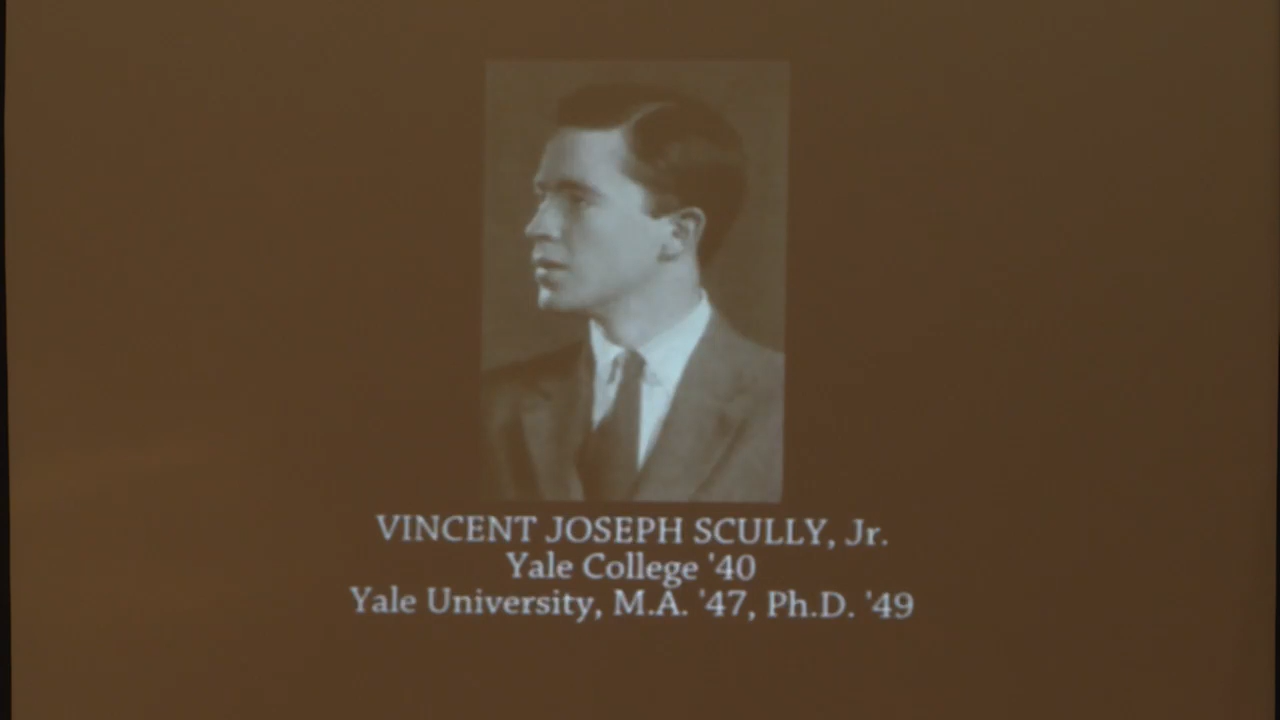 VINCENT JOSEPH SCULLY, Jr.
Yale College '40
Yale University, M.A. '47, Ph.D. '49